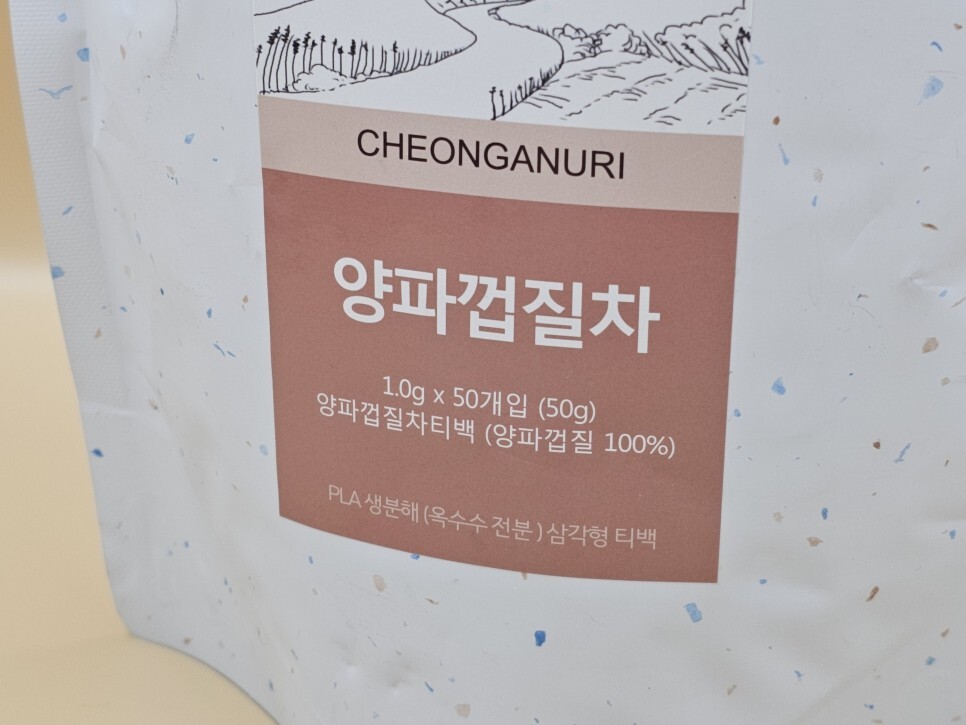 CHEONGANURI
양파껍질차
1.0g x 50개입 (50g)
양파껍질차티백 (양파껍질 100%)
PLA 생분해 (옥수수 전분) 삼각형 티백